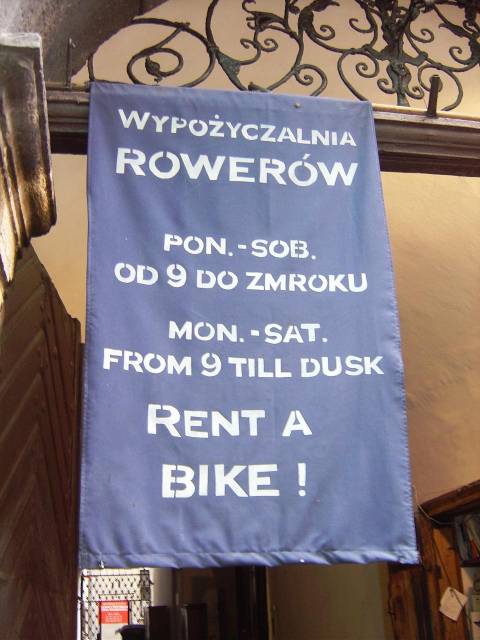 WYPOŻYCZALNIA
ROWERÓW
PON.-SOB.
OD 9 DO ZMROKU
MON.-SAT.
FROM 9 TILL DUSK
RENT A
BIKE !